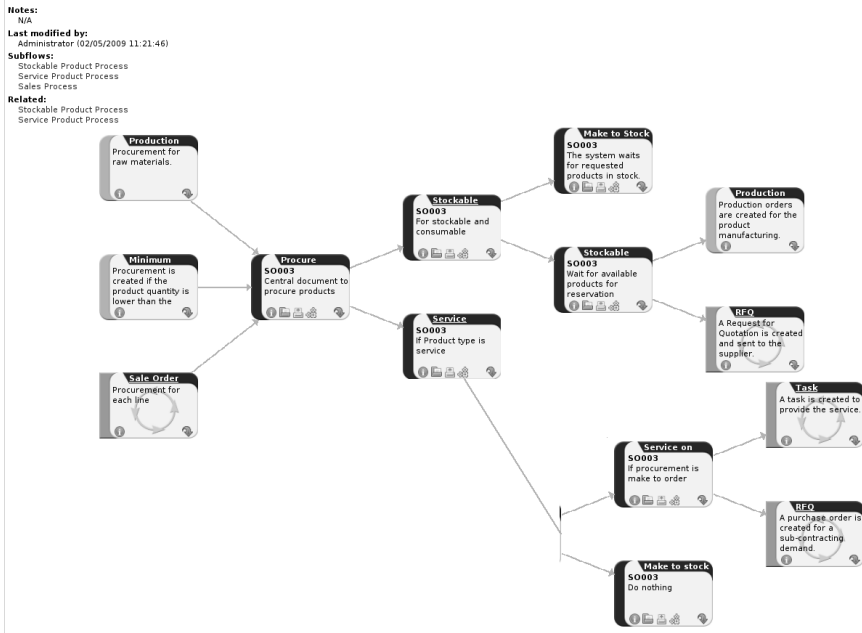 Notes:
N/A
Last modified by:
Administrator (02/05/2009 11:21:46)
Subflows:
Stockable Product Process
Service Product Process
Sales Process
Related:
Stockable Product Process
Service Product Process
Production
Procurement for
raw materials.
Minimum
Procurement is
created if the
product quantity is
lower than the
Sale Order
Procurement for
each line
Procure
SO003
Central document to
procure products
Stockable
SO003
For stockable and
consumable
Service
SO003
If Product type is
service
Make to Stock
SO003
The system waits
for requested
products in stock.
Stockable
SO003
Wait for available
products for
reservation
Production
Production orders
are created for the
product
manufacturing.
RFQ
A Request for
Quotation is created
and sent to the
supplier.
Service on
SO003
If procurement is
make to order
Make to stock
SO003
Do nothing
Task
A task is created to
provide the service.
RFQ
A purchase order is
created for a
sub-contracting
demand.